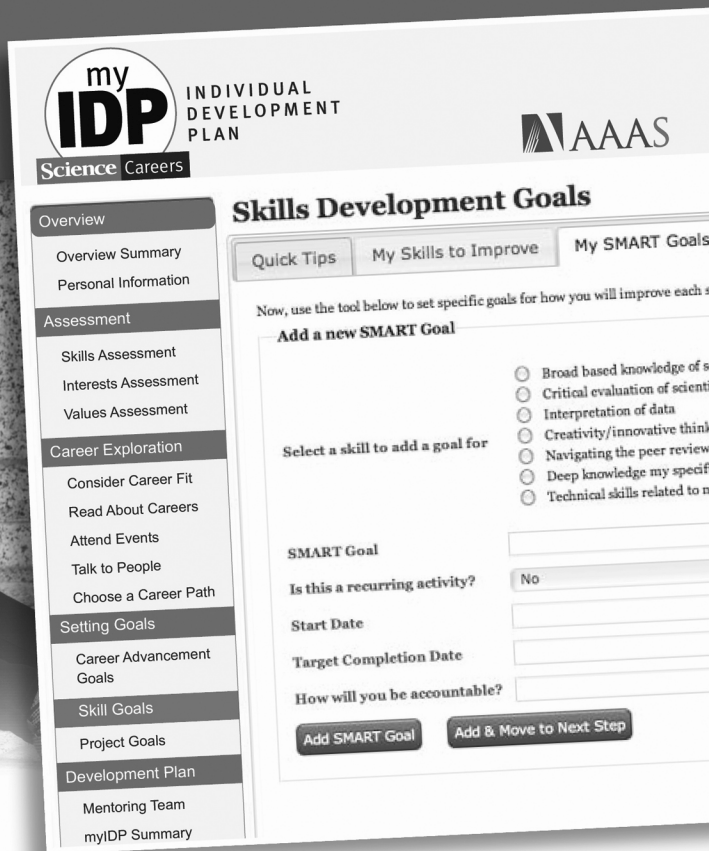 my
IDP
INDIVIDUAL
DEVELOPMENT
PLAN
Science Careers
AAAS
Overview
Overview Summary
Personal Information
Assessment
Skills Assessment
Interests Assessment
Values Assessment
Career Exploration
Consider Career Fit
Read About Careers
Attend Events
Talk to People
Choose a Career Path
Setting Goals
Career Advancement
Goals
Skill Goals
Project Goals
Development Plan
Mentoring Team
myIDP Summary
Skills Development Goals
Quick Tips
My Skills to Improve
My SMART Goals
Now, use the tool below to set specific goals for how you will improve each s
Add a new SMART Goal
Select a skill to add a goal for
Broad based knowledge of s
Critical evaluation of scienti
Interpretation of data
Creativity/innovative think
Navigating the peer review
Deep knowledge my specif
Technical skills related to
SMART Goal
Is this a recurring activity?
No
Start Date
Target Completion Date
How will you be accountable?
Add SMART Goal
Add & Move to Next Step